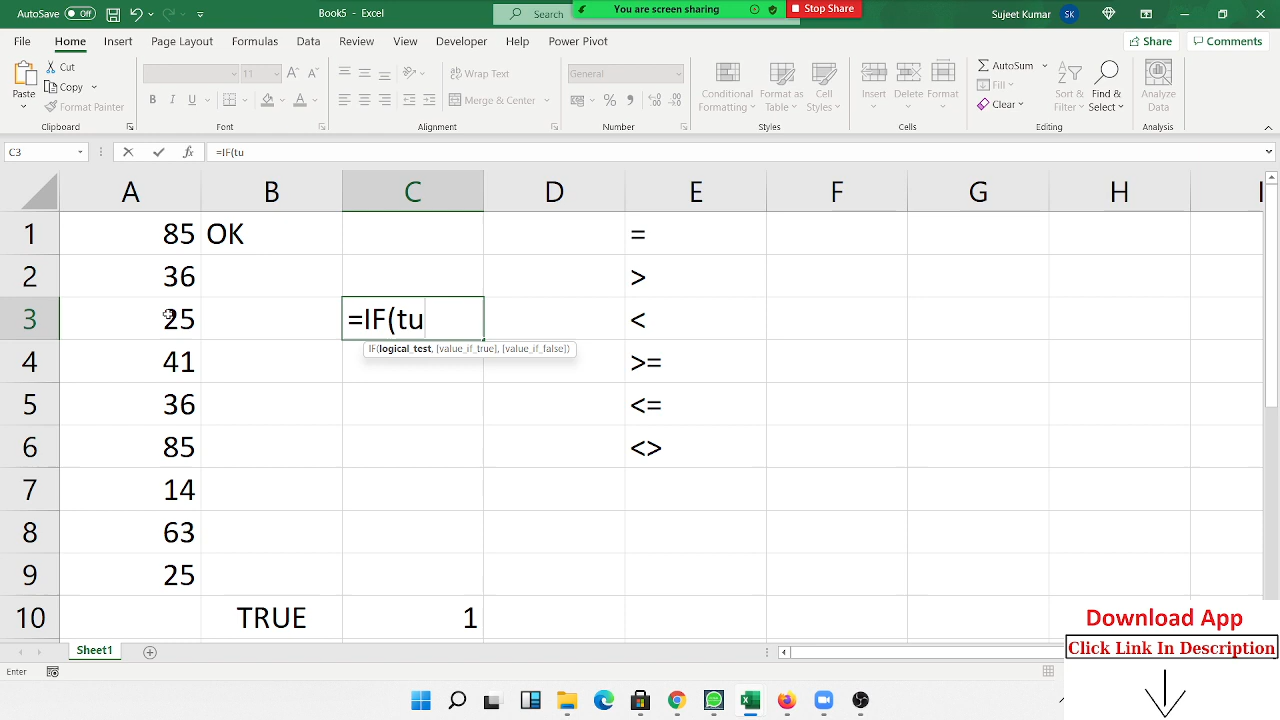 AutoSave Off
Book5 - Excel
Search
You are screen sharing
Stop Share
Sujeet Kumar
SK
File Home Insert Page Layout Formulas Data Review View Developer Help Power Pivot
Share
Comments
Paste
Cut
Copy
Format Painter
Clipboard
11
B I U
Font
Wrap Text
Merge & Center
Alignment
General
Number
Conditional Formatting
Format as Table
Cell Styles
Styles
Insert Delete Format
Cells
AutoSum
Fill
Clear
Sort & Filter
Find & Select
Editing
Analyze Data
Analysis
C3
=IF(tu
A B C D E F G H I
1 85 OK =
2 36 >
3 25 =IF(tu <
IF(logical_test, [value_if_true], [value_if_false])
4 41 >=
5 36 <=
6 85 <>
7 14
8 63
9 25
10 TRUE 1
Sheet1
Enter
Download App
Click Link In Description